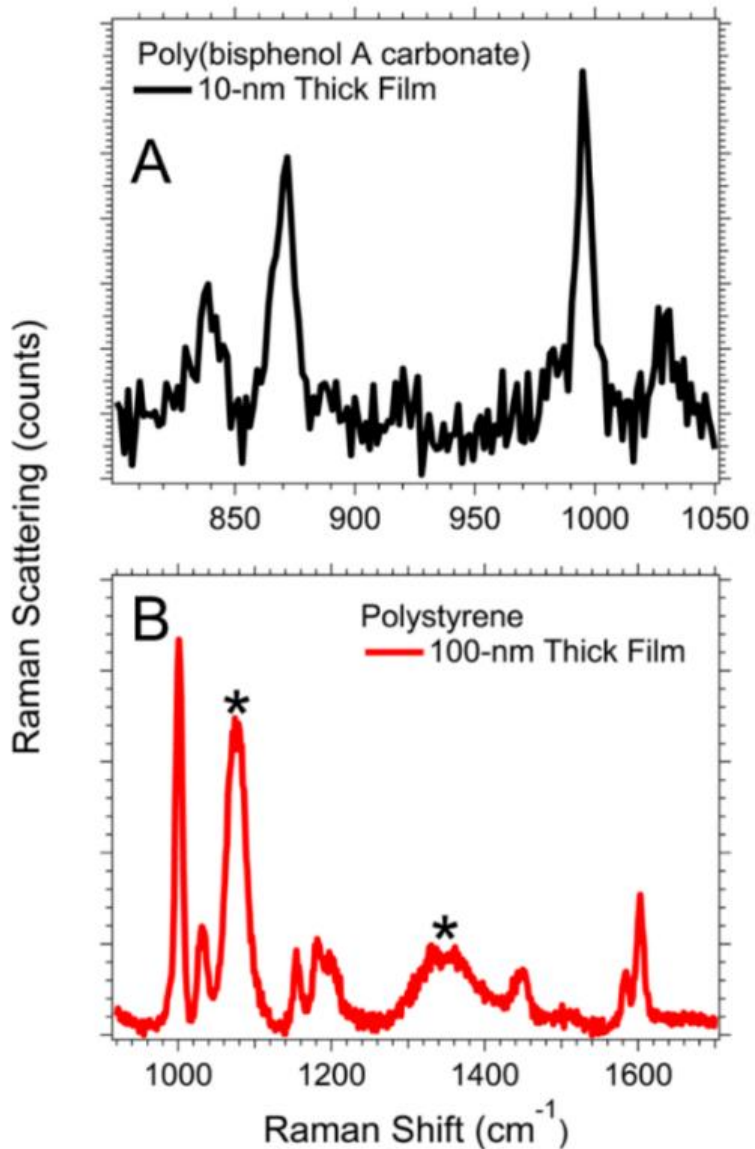 Raman Scattering (counts)
Poly(bisphenol A carbonate)
10-nm Thick Film
A
850 900 950 1000 1050
B
Polystyrene
100-nm Thick Film
*
*
1000 1200 1400 1600
Raman Shift (cm⁻¹)